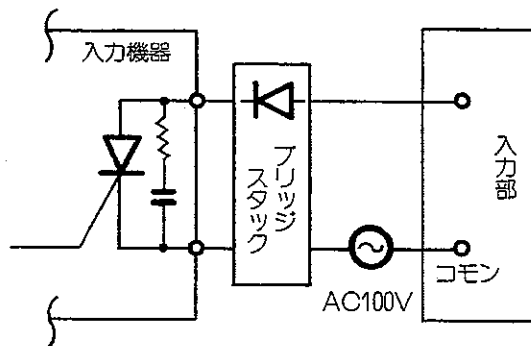 入力機器
ブリッジ
スタック
入力部
コモン
AC100V